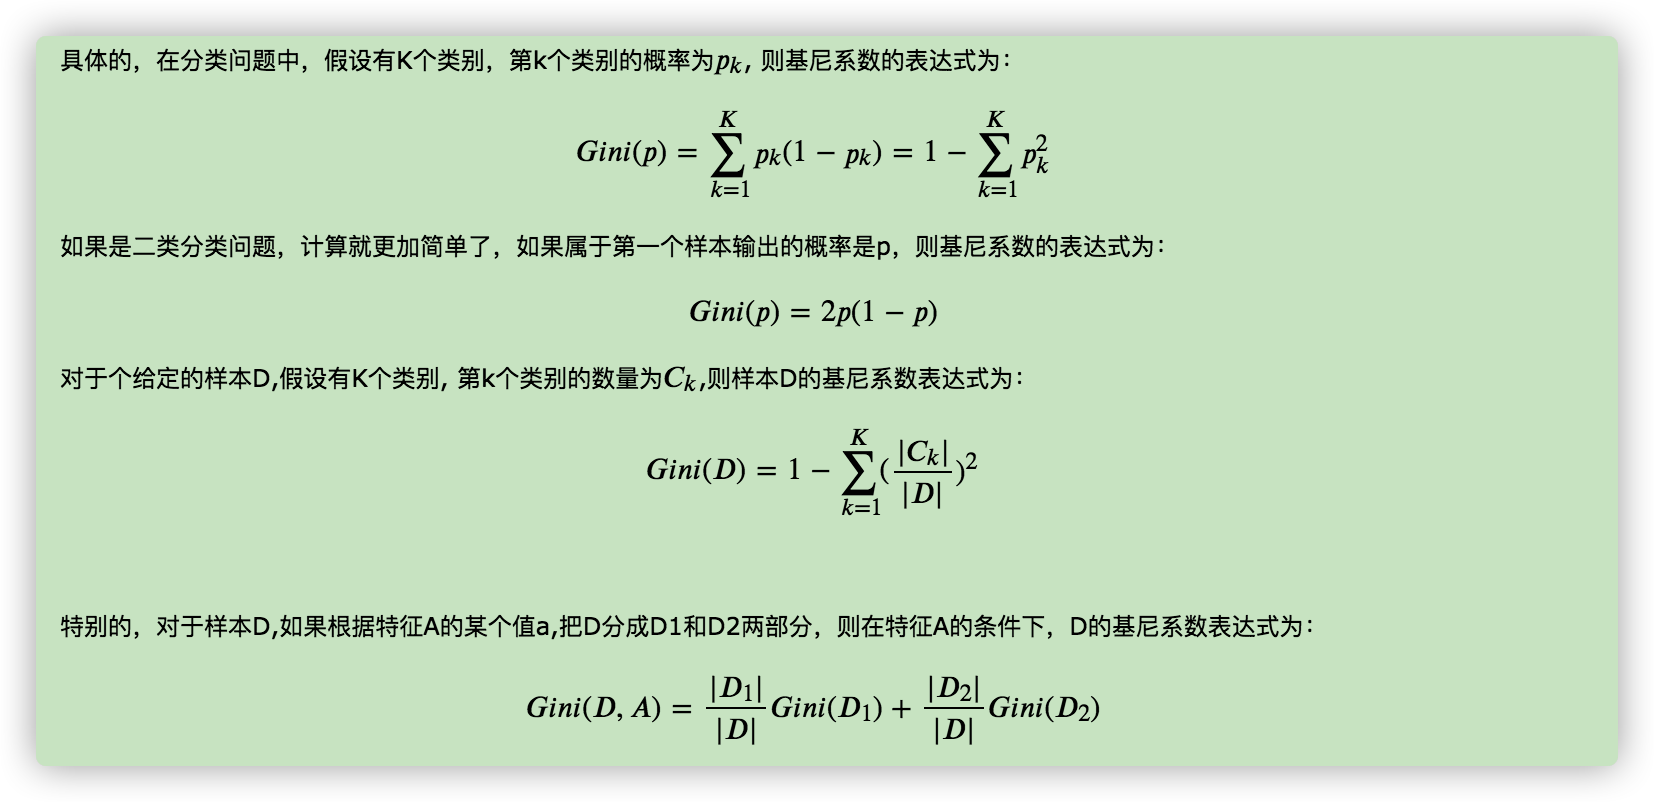 具体的，在分类问题中，假设有K个类别，第k个类别的概率为pk, 则基尼系数的表达式为：
Gini(p) = ∑_{k=1}^{K} p_k(1 − p_k) = 1 − ∑_{k=1}^{K} p_k^2
如果是二类分类问题，计算就更加简单了，如果属于第一个样本输出的概率是p，则基尼系数的表达式为：
Gini(p) = 2p(1 − p)
对于个给定的样本D,假设有K个类别, 第k个类别的数量为C_k,则样本D的基尼系数表达式为：
Gini(D) = 1 − ∑_{k=1}^{K} (|C_k|/|D|)^2
特别的，对于样本D,如果根据特征A的某个值a,把D分成D1和D2两部分，则在特征A的条件下，D的基尼系数表达式为：
Gini(D, A) = |D_1|/|D| Gini(D_1) + |D_2|/|D| Gini(D_2)